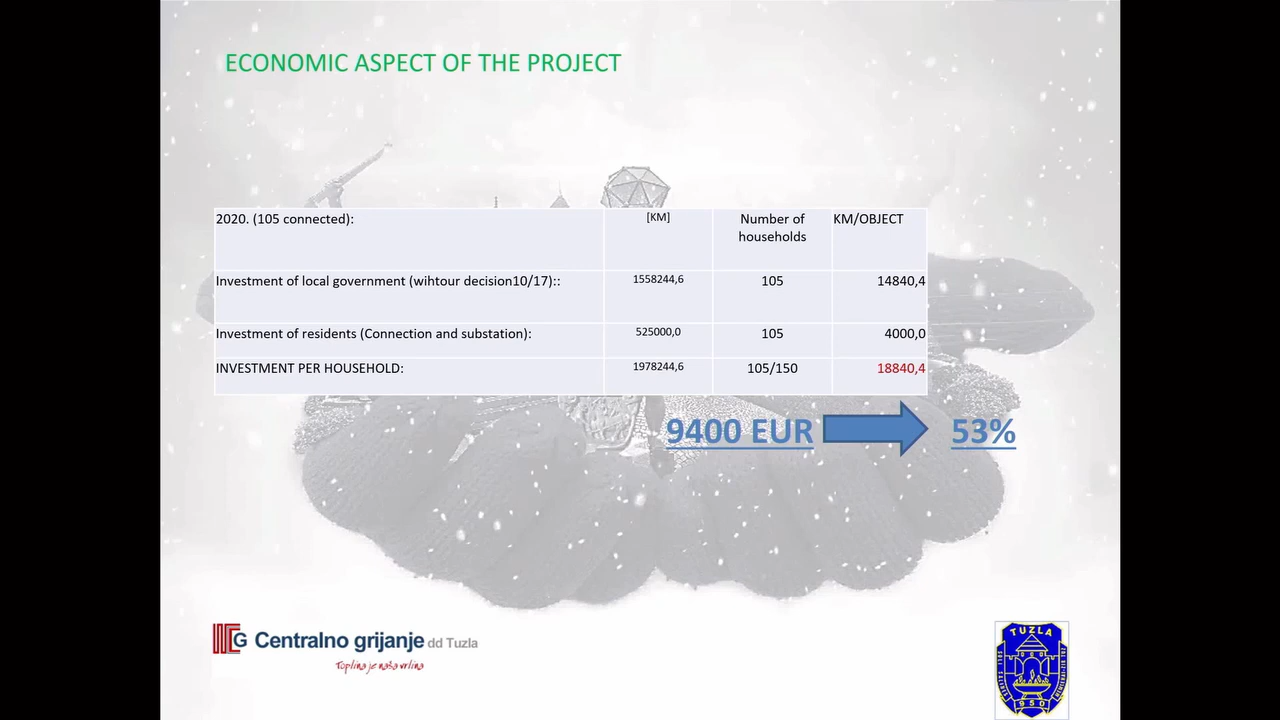 ECONOMIC ASPECT OF THE PROJECT
2020. (105 connected): [KM] Number of households KM/OBJECT
Investment of local government (wihtour decision10/17):: 1558244,6 105 14840,4
Investment of residents (Connection and substation): 525000,0 105 4000,0
INVESTMENT PER HOUSEHOLD: 1978244,6 105/150 18840,4
9400 EUR 53%
G Centralno grijanje dd Tuzla
Toplina je naša vrlina
TUZLA
950